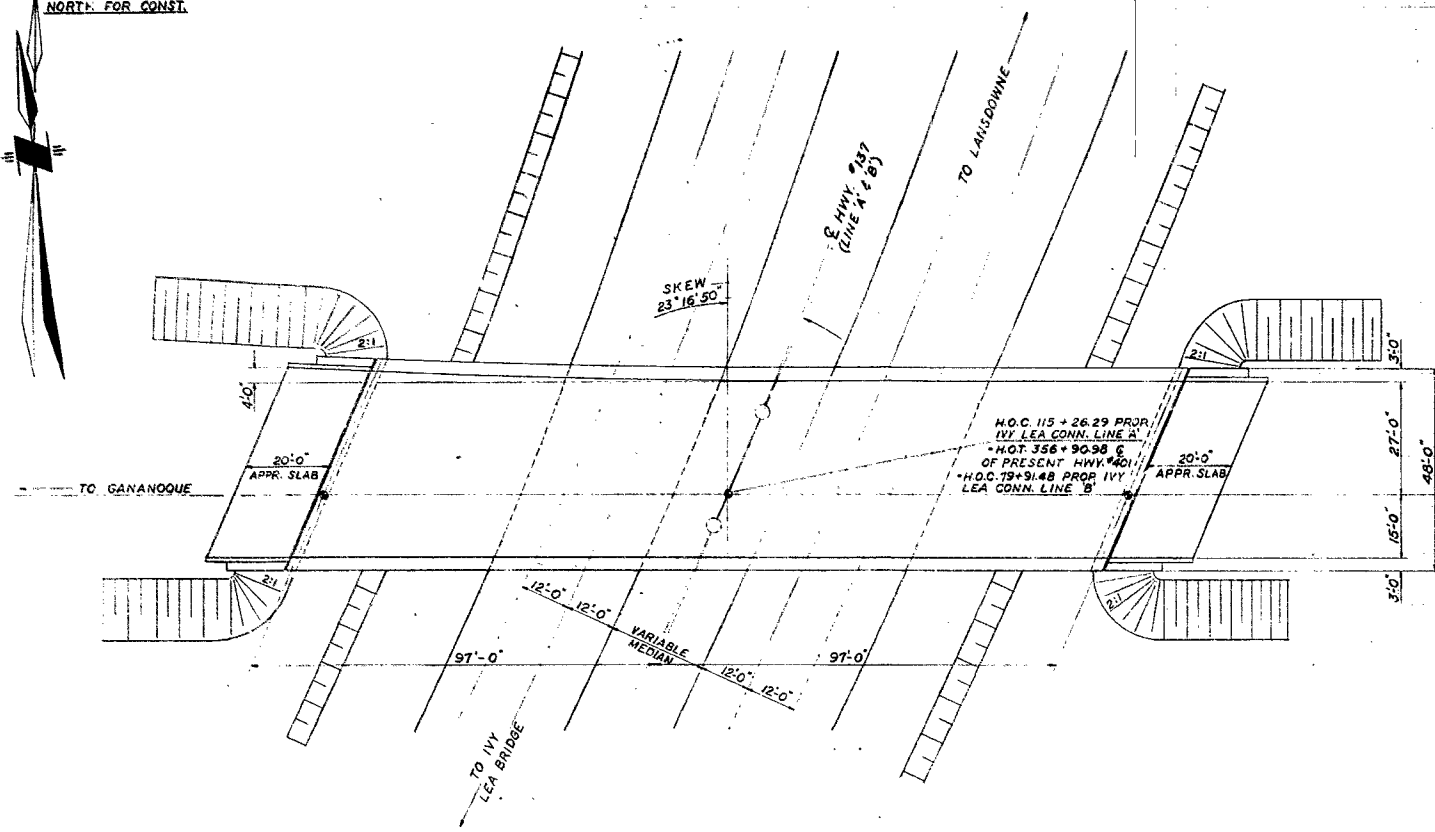 NORTH FOR CONST.
TO LANSDOWNE
℄ HWY. #137
(LINE 'A' & 'B')
SKEW
23° 16' 50"
2:1
2:1
3'-0"
4'-0"
H.O.C. 115 + 26.29 PROP.
IVY LEA CONN. LINE 'A'
H.O.T. 356 + 90.98 ℄
OF PRESENT HWY. #401
H.O.C. 79+91.48 PROP. IVY
LEA CONN. LINE 'B'
27'-0"
48'-0"
20'-0"
APPR. SLAB
20'-0"
APPR. SLAB
TO GANANOQUE
15'-0"
2:1
2:1
3'-0"
12'-0" 12'-0"
VARIABLE
MEDIAN
12'-0" 12'-0"
97'-0"
97'-0"
TO IVY
LEA BRIDGE